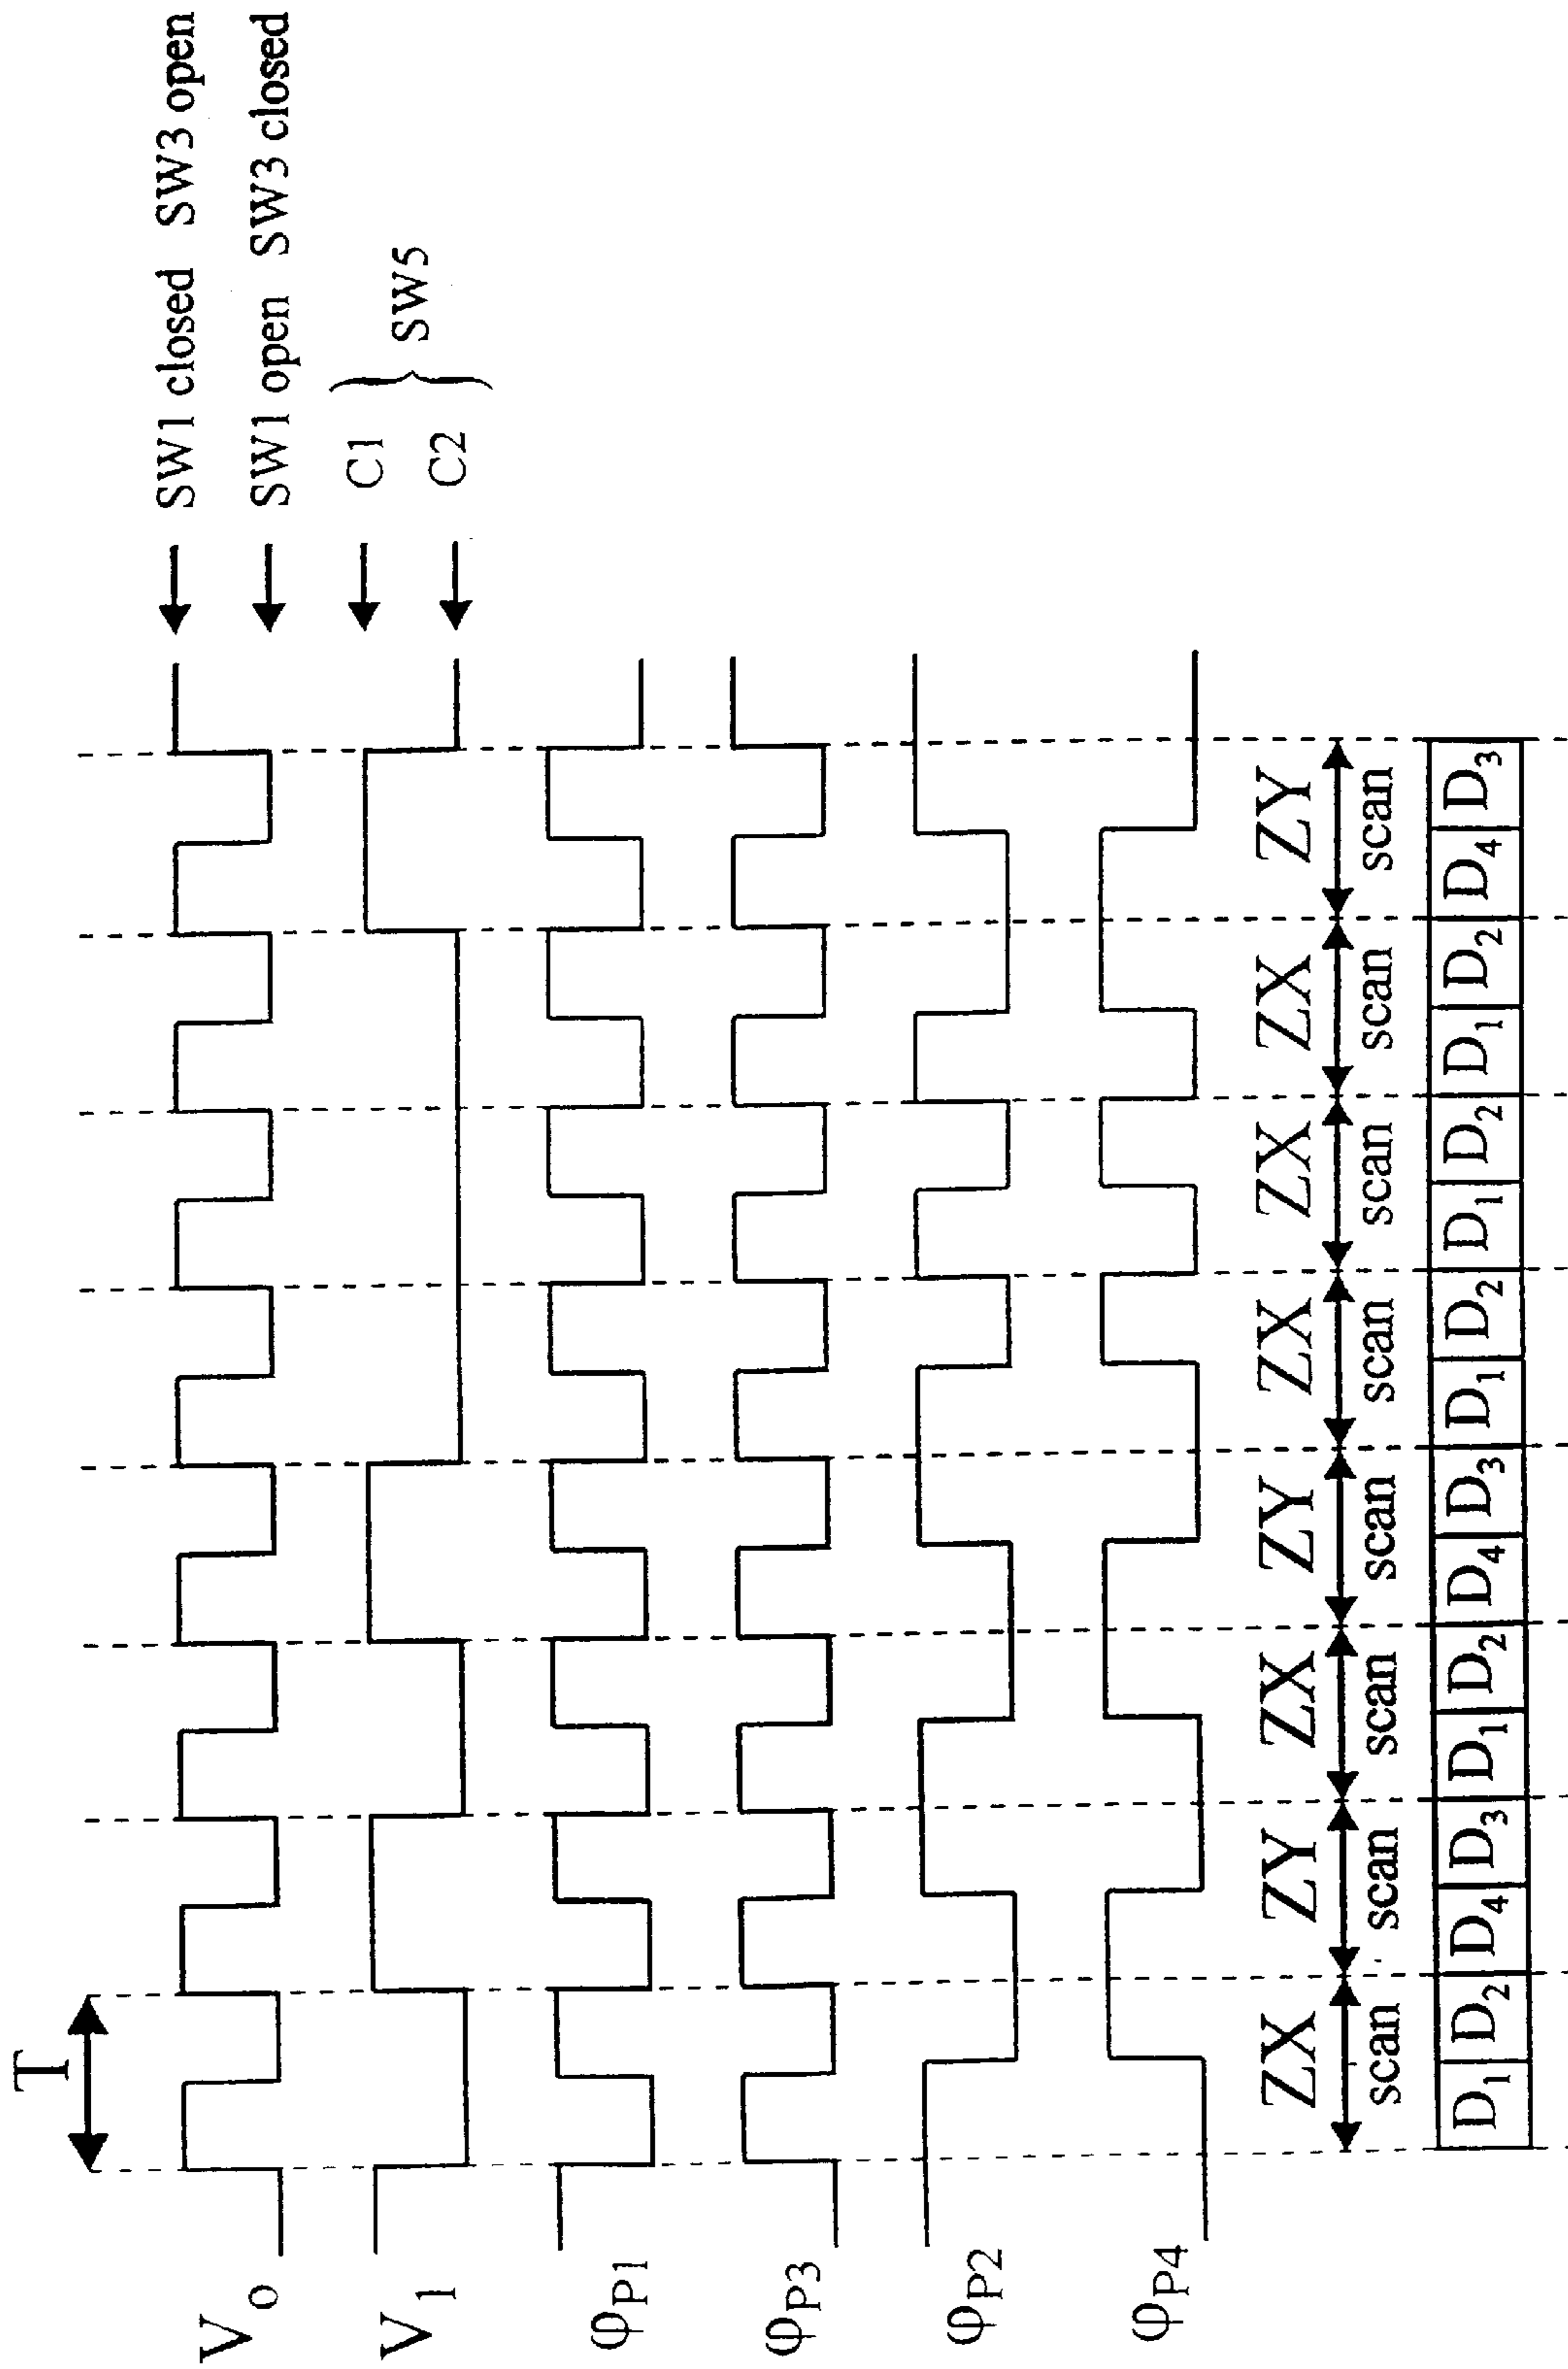 T
V₀
SW1 closed SW3 open
SW1 open SW3 closed
V₁
C1
C2
SW5
φP1
φP3
φP2
φP4
ZX ZY ZX ZY ZX ZX ZX ZY
scan scan scan scan scan scan scan scan
D₁ D₂ D₄ D₃ D₁ D₂ D₄ D₃ D₁ D₂ D₁ D₂ D₁ D₂ D₄ D₃